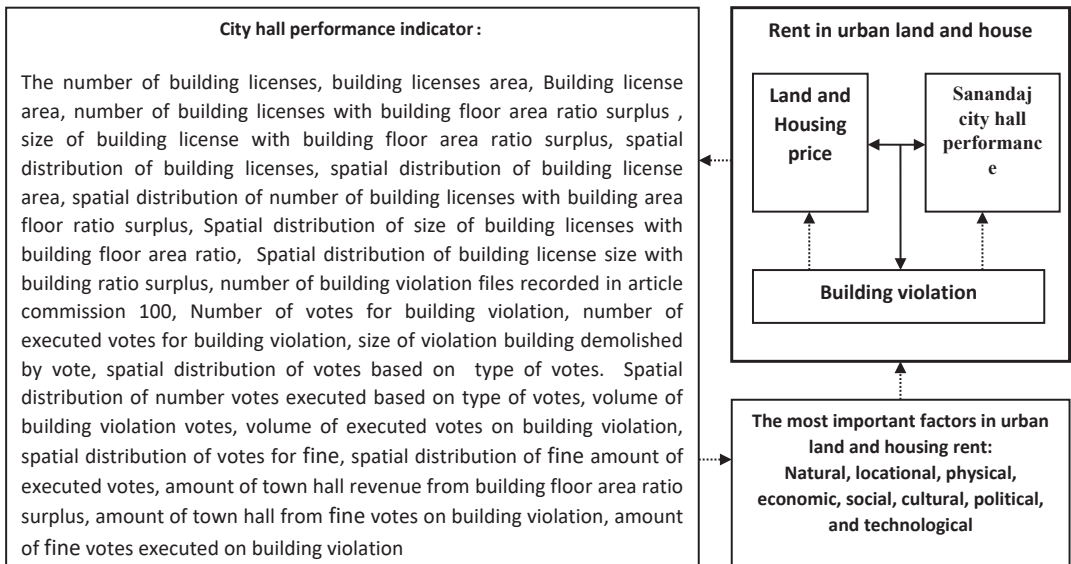 City hall performance indicator :
The number of building licenses, building licenses area, Building license
area, number of building licenses with building floor area ratio surplus ,
size of building license with building floor area ratio surplus, spatial
distribution of building licenses, spatial distribution of building license
area, spatial distribution of number of building licenses with building area
floor ratio surplus, Spatial distribution of size of building licenses with
building floor area ratio, Spatial distribution of building license size with
building ratio surplus, number of building violation files recorded in article
commission 100, Number of votes for building violation, number of
executed votes for building violation, size of violation building demolished
by vote, spatial distribution of votes based on type of votes. Spatial
distribution of number votes executed based on type of votes, volume of
building violation votes, volume of executed votes on building violation,
spatial distribution of votes for fine, spatial distribution of fine amount of
executed votes, amount of town hall revenue from building floor area ratio
surplus, amount of town hall from fine votes on building violation, amount
of fine votes executed on building violation
Rent in urban land and house
Land and
Housing
price
Sanandaj
city hall
performanc
e
Building violation
The most important factors in urban
land and housing rent:
Natural, locational, physical,
economic, social, cultural, political,
and technological